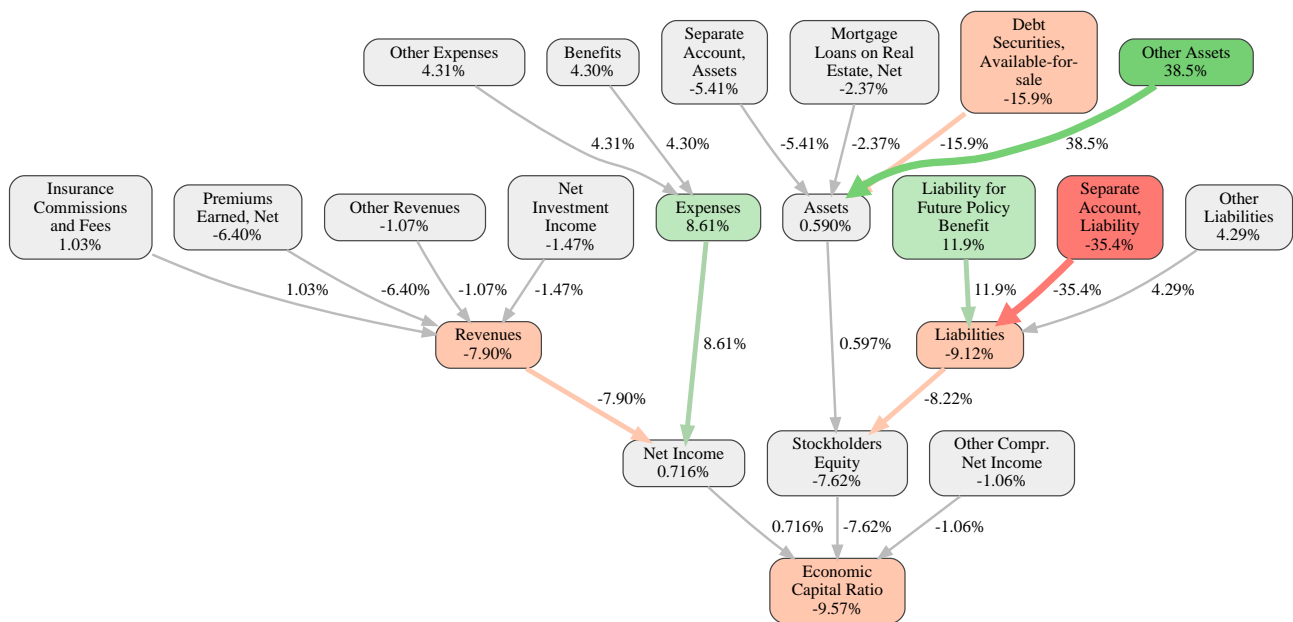 Other Expenses
4.31%
Benefits
4.30%
Separate
Account,
Assets
-5.41%
Mortgage
Loans on Real
Estate, Net
-2.37%
Debt
Securities,
Available-for-
sale
-15.9%
Other Assets
38.5%
4.31%
4.30%
-5.41%
-2.37%
-15.9%
38.5%
Insurance
Commissions
and Fees
1.03%
Premiums
Earned, Net
-6.40%
Other Revenues
-1.07%
Net
Investment
Income
-1.47%
Expenses
8.61%
Assets
0.590%
Liability for
Future Policy
Benefit
11.9%
Separate
Account,
Liability
-35.4%
Other
Liabilities
4.29%
1.03%
-6.40%
-1.07%
-1.47%
11.9%
-35.4%
4.29%
Revenues
-7.90%
8.61%
0.597%
Liabilities
-9.12%
-7.90%
-8.22%
Net Income
0.716%
Stockholders
Equity
-7.62%
Other Compr.
Net Income
-1.06%
0.716%
-7.62%
-1.06%
Economic
Capital Ratio
-9.57%